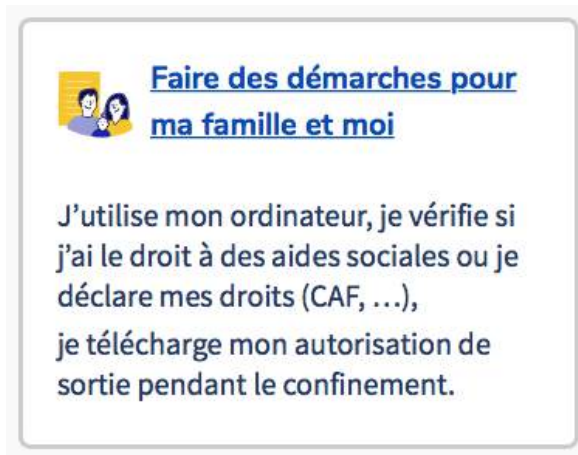 Faire des démarches pour
ma famille et moi
J’utilise mon ordinateur, je vérifie si
j’ai le droit à des aides sociales ou je
déclare mes droits (CAF, …),
je télécharge mon autorisation de
sortie pendant le confinement.